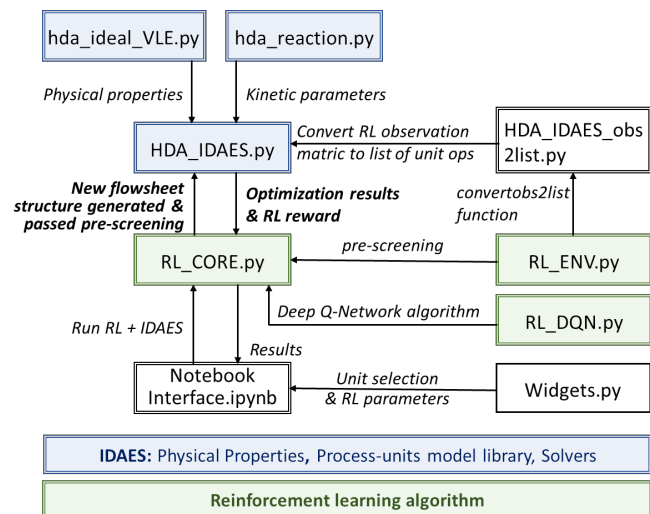 hda_ideal_VLE.py
hda_reaction.py
Physical properties
Kinetic parameters
HDA_IDAES.py
Convert RL observation
matric to list of unit ops
HDA_IDAES_obs
2list.py
New flowsheet
structure generated &
passed pre-screening
Optimization results
& RL reward
convertobs2list
function
RL_CORE.py
pre-screening
RL_ENV.py
Deep Q-Network algorithm
RL_DQN.py
Run RL + IDAES
Results
Notebook
Interface.ipynb
Unit selection
& RL parameters
Widgets.py
IDAES: Physical Properties, Process-units model library, Solvers
Reinforcement learning algorithm